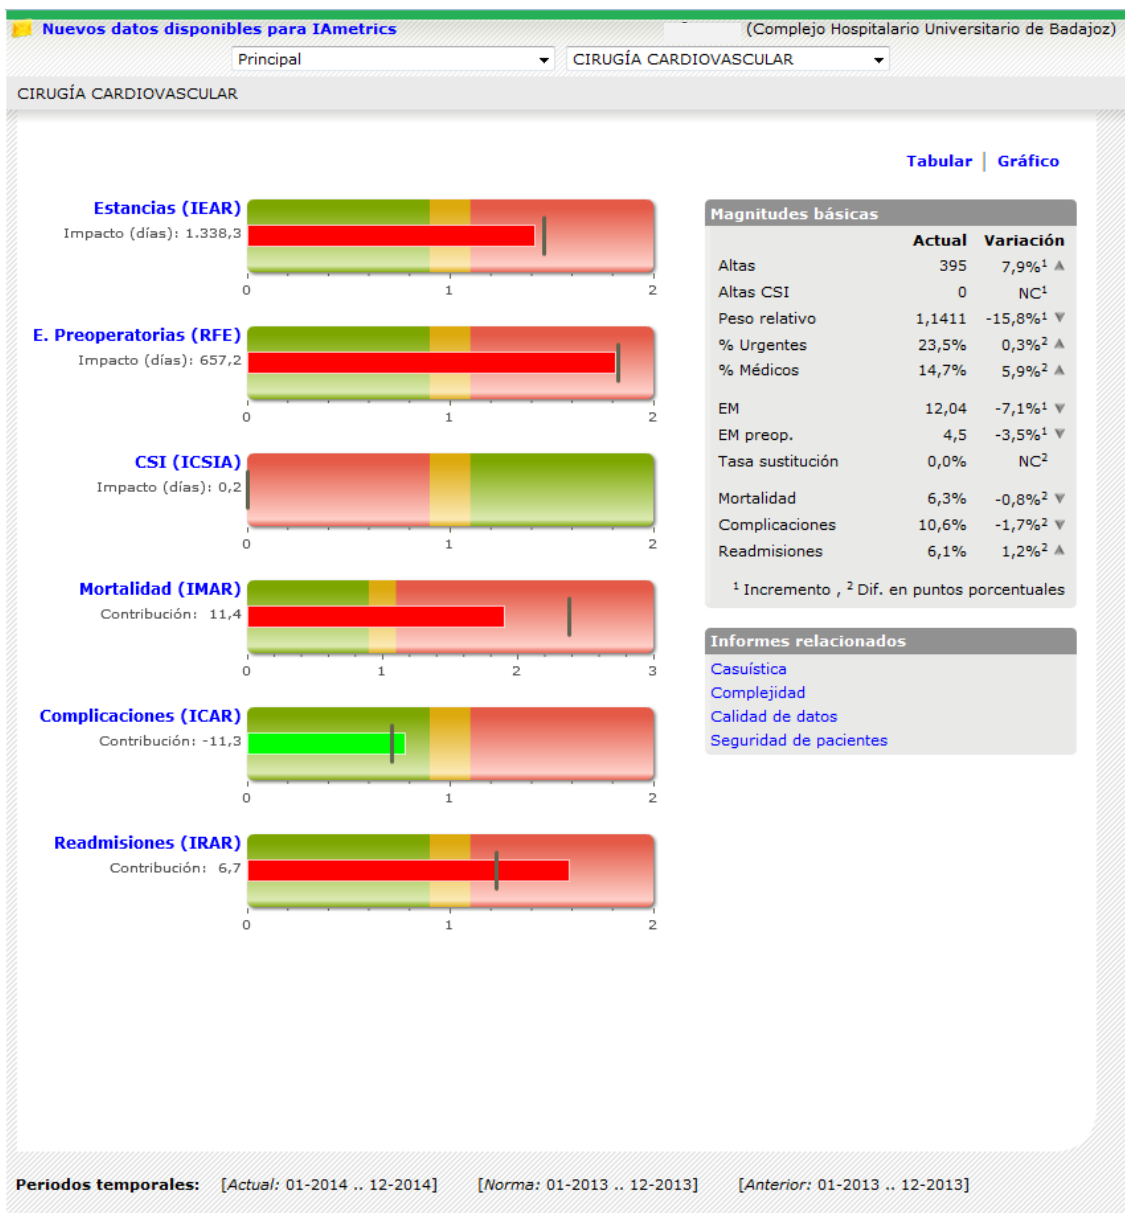 Nuevos datos disponibles para IAmetrics
(Complejo Hospitalario Universitario de Badajoz)
Principal
CIRUGÍA CARDIOVASCULAR
CIRUGÍA CARDIOVASCULAR
Tabular | Gráfico
Estancias (IEAR)
Impacto (días): 1.338,3
0 1 2
E. Preoperatorias (RFE)
Impacto (días): 657,2
0 1 2
CSI (ICSIA)
Impacto (días): 0,2
0 1 2
Mortalidad (IMAR)
Contribución: 11,4
0 1 2 3
Complicaciones (ICAR)
Contribución: -11,3
0 1 2
Readmisiones (IRAR)
Contribución: 6,7
0 1 2
Magnitudes básicas
Actual Variación
Altas 395 7,9%¹
Altas CSI 0 NC¹
Peso relativo 1,1411 -15,8%¹
% Urgentes 23,5% 0,3%²
% Médicos 14,7% 5,9%²
EM 12,04 -7,1%¹
EM preop. 4,5 -3,5%¹
Tasa sustitución 0,0% NC²
Mortalidad 6,3% -0,8%²
Complicaciones 10,6% -1,7%²
Readmisiones 6,1% 1,2%²
¹ Incremento , ² Dif. en puntos porcentuales
Informes relacionados
Casuística
Complejidad
Calidad de datos
Seguridad de pacientes
Periodos temporales: [Actual: 01-2014 .. 12-2014] [Norma: 01-2013 .. 12-2013] [Anterior: 01-2013 .. 12-2013]